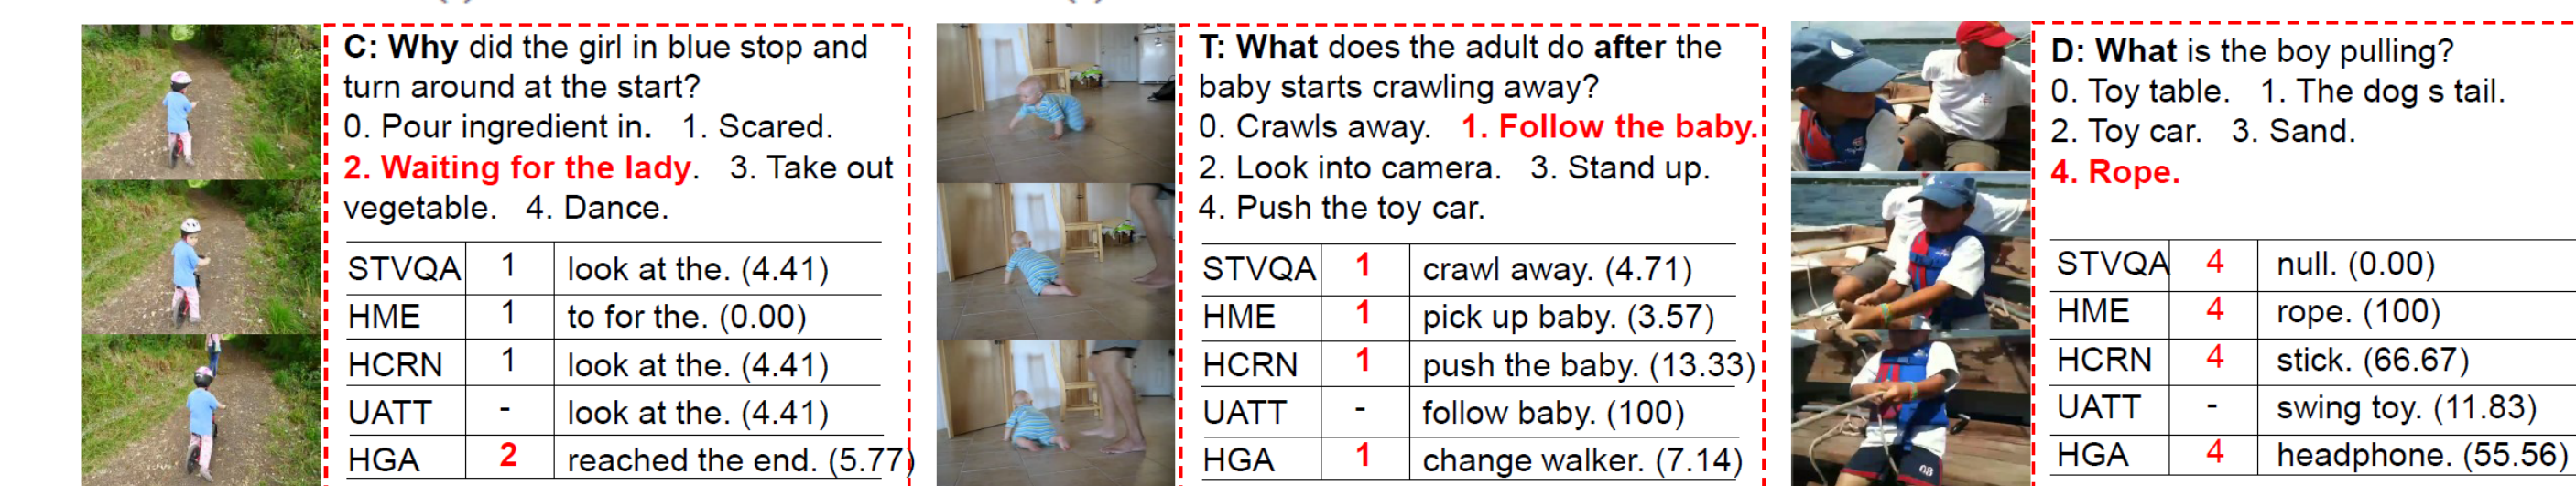 C: Why did the girl in blue stop and
turn around at the start?
0. Pour ingredient in. 1. Scared.
2. Waiting for the lady. 3. Take out
vegetable. 4. Dance.
STVQA 1 look at the. (4.41)
HME 1 to for the. (0.00)
HCRN 1 look at the. (4.41)
UATT - look at the. (4.41)
HGA 2 reached the end. (5.77)
T: What does the adult do after the
baby starts crawling away?
0. Crawls away. 1. Follow the baby.
2. Look into camera. 3. Stand up.
4. Push the toy car.
STVQA 1 crawl away. (4.71)
HME 1 pick up baby. (3.57)
HCRN 1 push the baby. (13.33)
UATT - follow baby. (100)
HGA 1 change walker. (7.14)
D: What is the boy pulling?
0. Toy table. 1. The dog s tail.
2. Toy car. 3. Sand.
4. Rope.
STVQA 4 null. (0.00)
HME 4 rope. (100)
HCRN 4 stick. (66.67)
UATT - swing toy. (11.83)
HGA 4 headphone. (55.56)